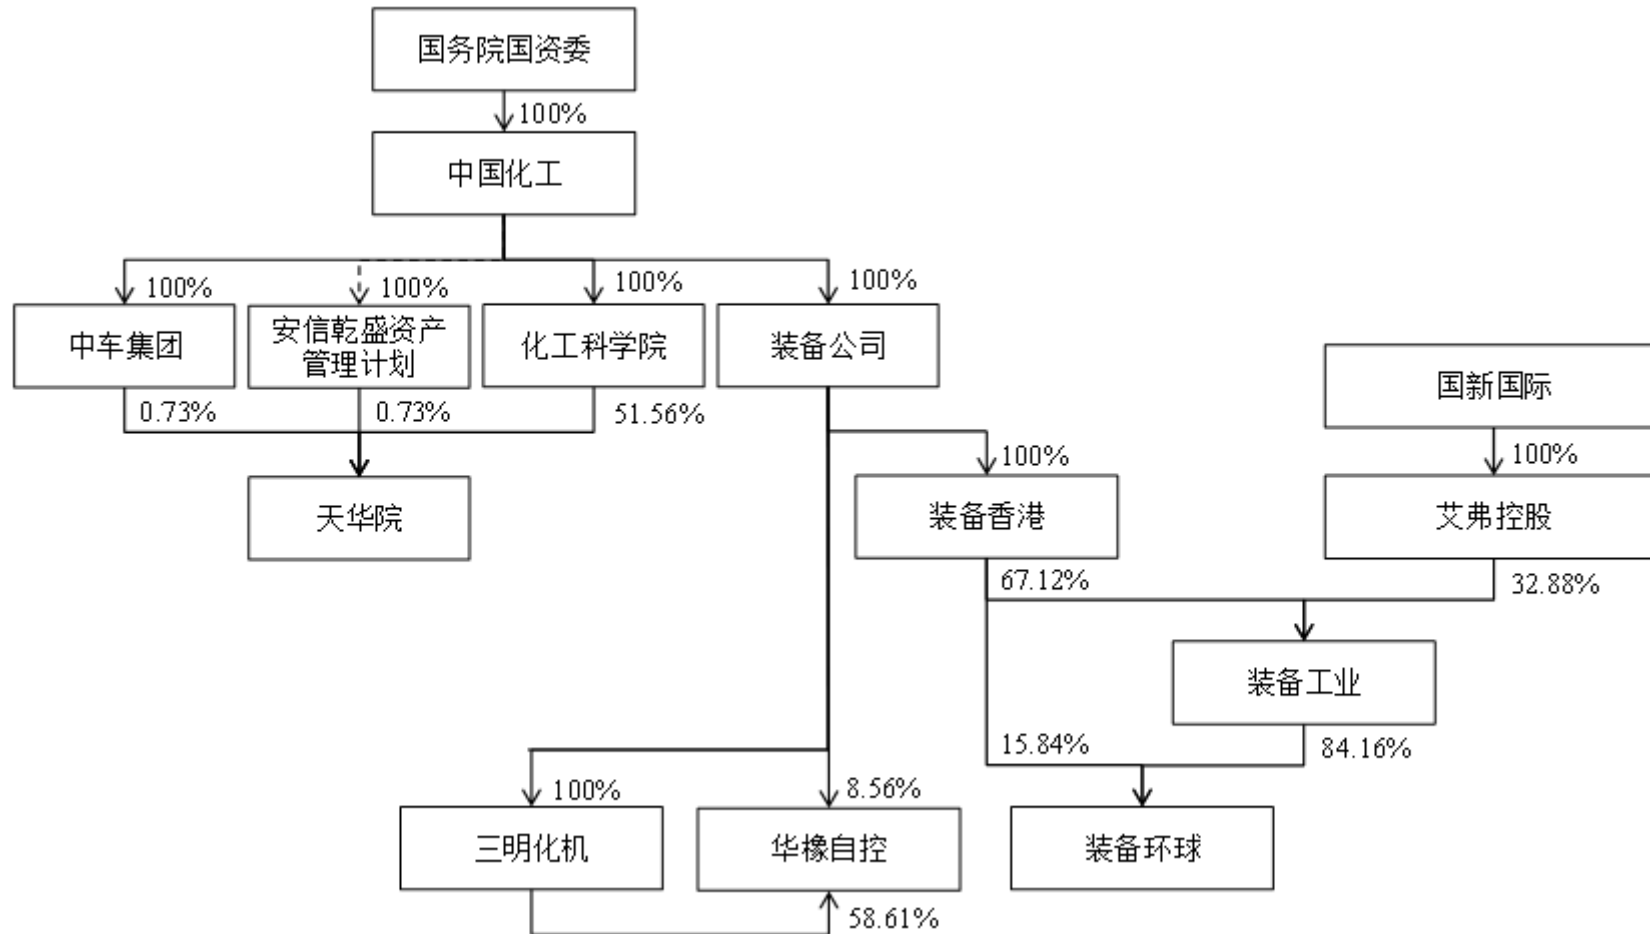 国务院国资委
100%
中国化工
100%
100%
100%
100%
中车集团
安信乾盛资产
管理计划
化工科学院
装备公司
国新国际
0.73%
0.73%
51.56%
100%
100%
天华院
装备香港
艾弗控股
67.12%
32.88%
装备工业
15.84%
84.16%
100%
8.56%
三明化机
华橡自控
装备环球
58.61%